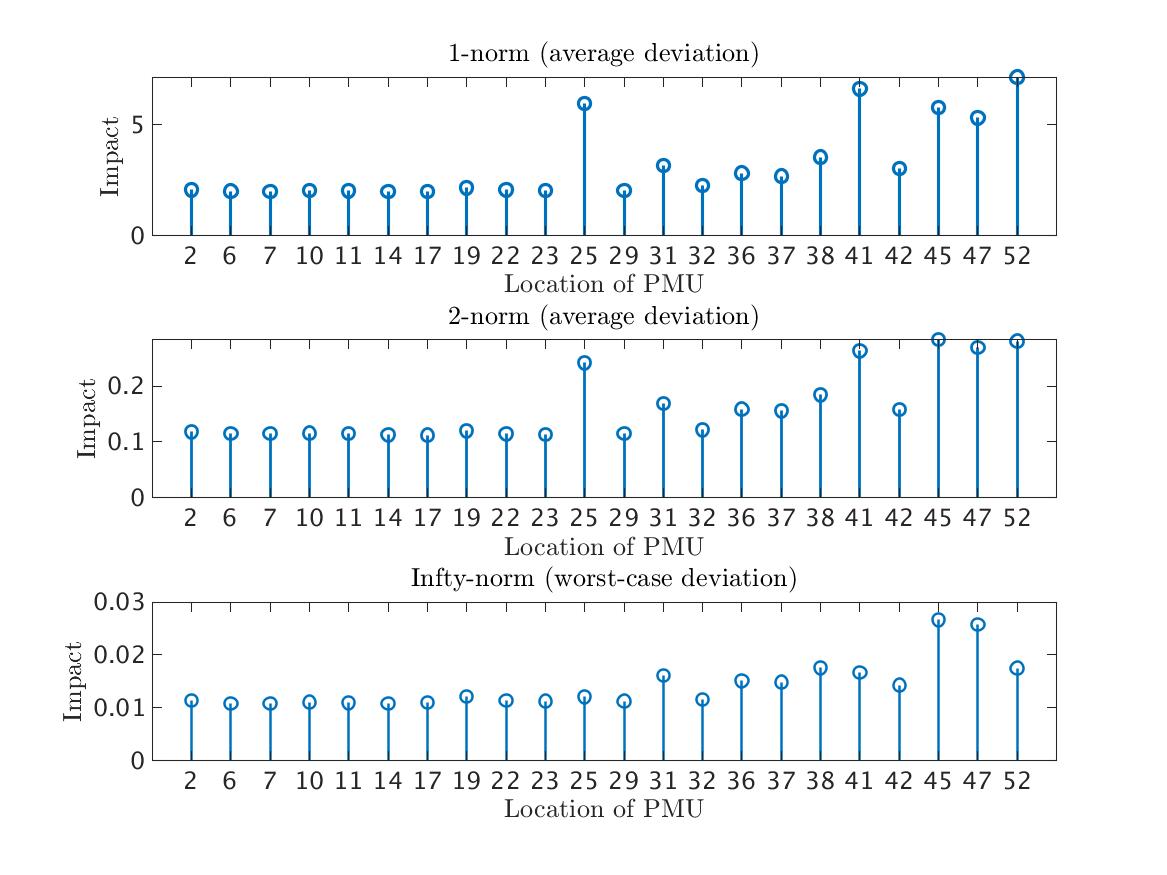 1-norm (average deviation)
Impact
5
0
2 6 7 10 11 14 17 19 22 23 25 29 31 32 36 37 38 41 42 45 47 52
Location of PMU
2-norm (average deviation)
Impact
0.2
0.1
0
2 6 7 10 11 14 17 19 22 23 25 29 31 32 36 37 38 41 42 45 47 52
Location of PMU
Infty-norm (worst-case deviation)
Impact
0.03
0.02
0.01
0
2 6 7 10 11 14 17 19 22 23 25 29 31 32 36 37 38 41 42 45 47 52
Location of PMU